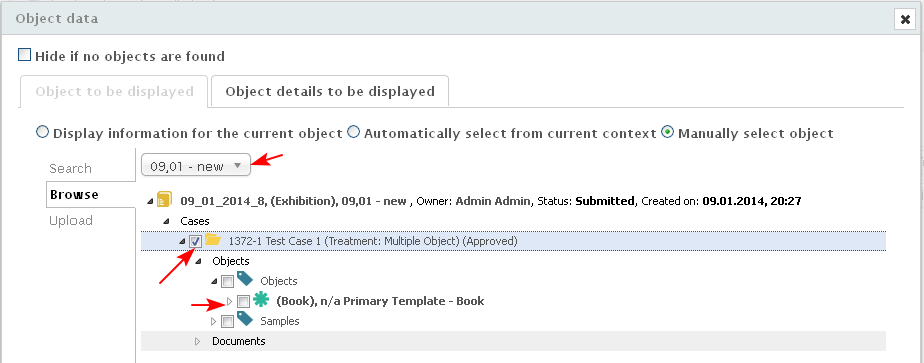 Object data
Hide if no objects are found
Object to be displayed Object details to be displayed
Display information for the current object Automatically select from current context Manually select object
Search
09,01 - new
Browse
Upload
09_01_2014_8, (Exhibition), 09,01 - new , Owner: Admin Admin, Status: Submitted, Created on: 09.01.2014, 20:27
Cases
1372-1 Test Case 1 (Treatment: Multiple Object) (Approved)
Objects
Objects
(Book), n/a Primary Template - Book
Samples
Documents